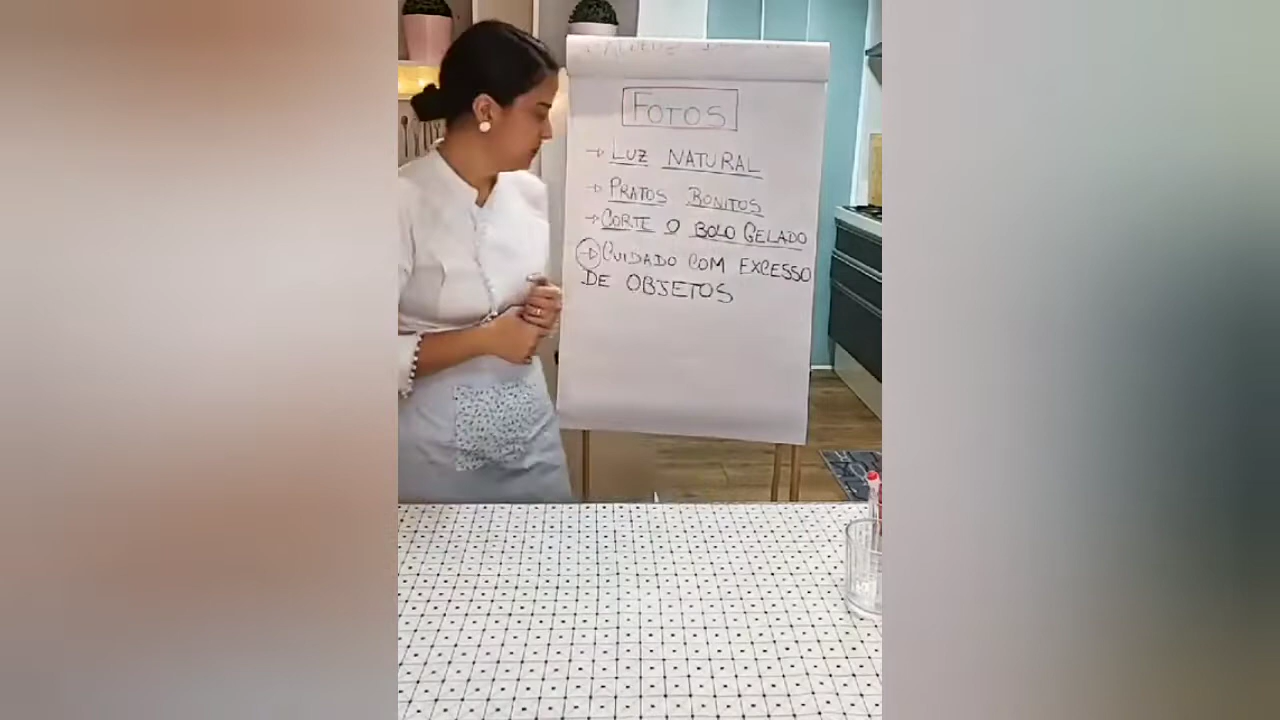 FOTOS
→ LUZ NATURAL
→ PRATOS BONITOS
→ CORTE O BOLO GELADO
→ CUIDADO COM EXCESSO
DE OBJETOS